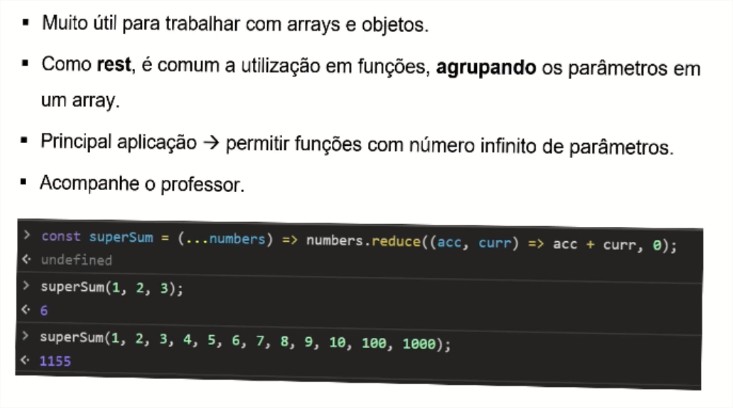 ▪ Muito útil para trabalhar com arrays e objetos.
▪ Como rest, é comum a utilização em funções, agrupando os parâmetros em
um array.
▪ Principal aplicação → permitir funções com número infinito de parâmetros.
▪ Acompanhe o professor.
> const superSum = (...numbers) => numbers.reduce((acc, curr) => acc + curr, 0);
<· undefined
> superSum(1, 2, 3);
<· 6
> superSum(1, 2, 3, 4, 5, 6, 7, 8, 9, 10, 100, 1000);
<· 1155